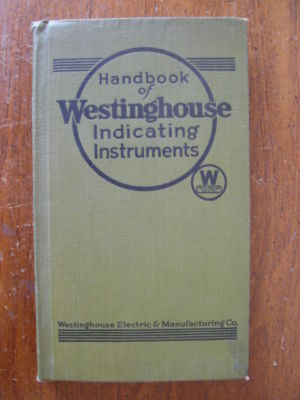 Handbook
of
Westinghouse
Indicating
Instruments
W
Westinghouse Electric & Manufacturing Co.